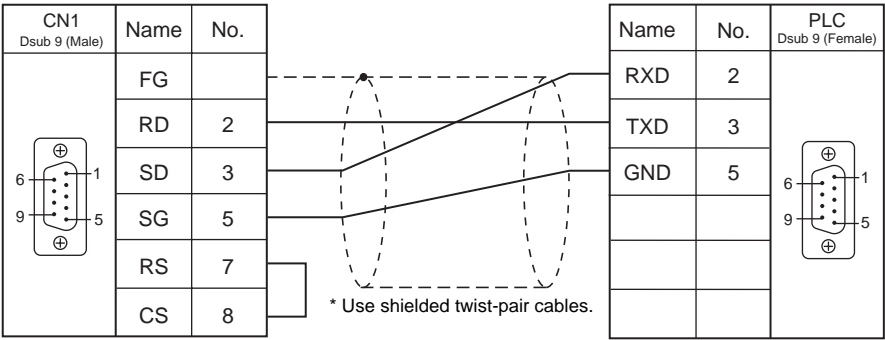 CN1
Dsub 9 (Male)
Name No.
FG
RD 2
SD 3
SG 5
RS 7
CS 8
6 1
9 5
* Use shielded twist-pair cables.
Name No.
PLC
Dsub 9 (Female)
RXD 2
TXD 3
GND 5
6 1
9 5